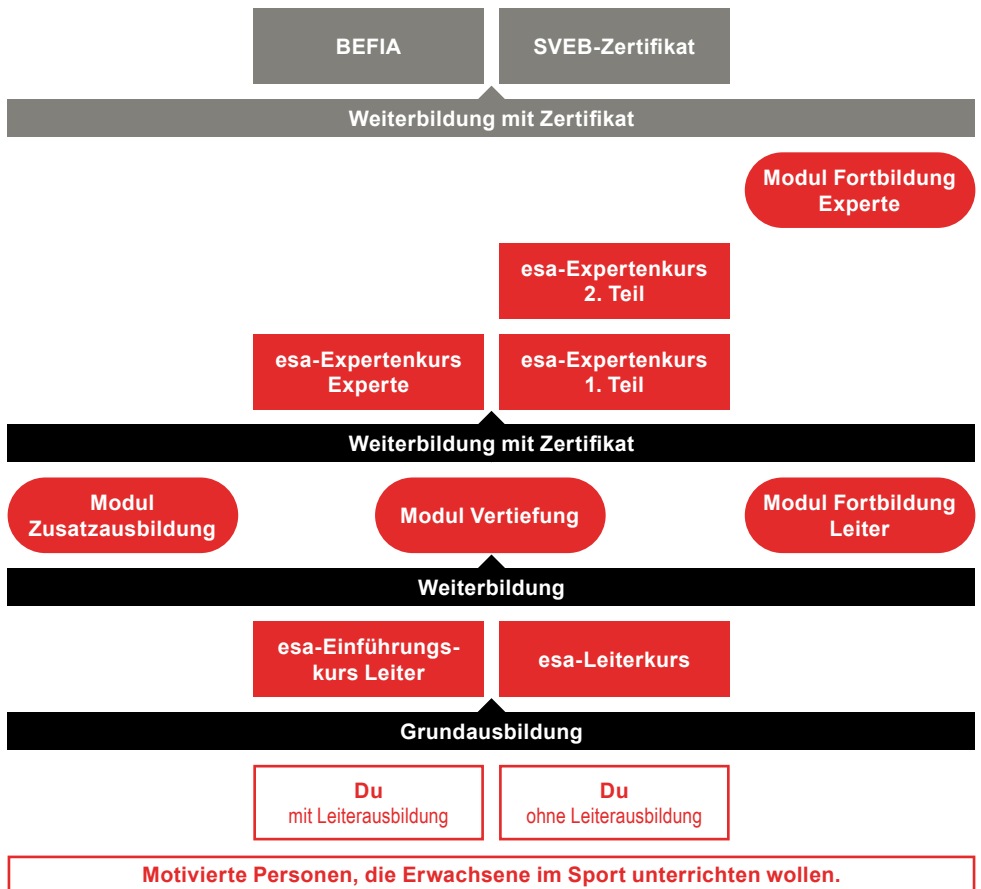 BEFIA
SVEB-Zertifikat
Weiterbildung mit Zertifikat
Modul Fortbildung
Experte
esa-Expertenkurs
2. Teil
esa-Expertenkurs
Experte
esa-Expertenkurs
1. Teil
Weiterbildung mit Zertifikat
Modul
Zusatzausbildung
Modul Vertiefung
Modul Fortbildung
Leiter
Weiterbildung
esa-Einführungs-
kurs Leiter
esa-Leiterkurs
Grundausbildung
Du
mit Leiterausbildung
Du
ohne Leiterausbildung
Motivierte Personen, die Erwachsene im Sport unterrichten wollen.